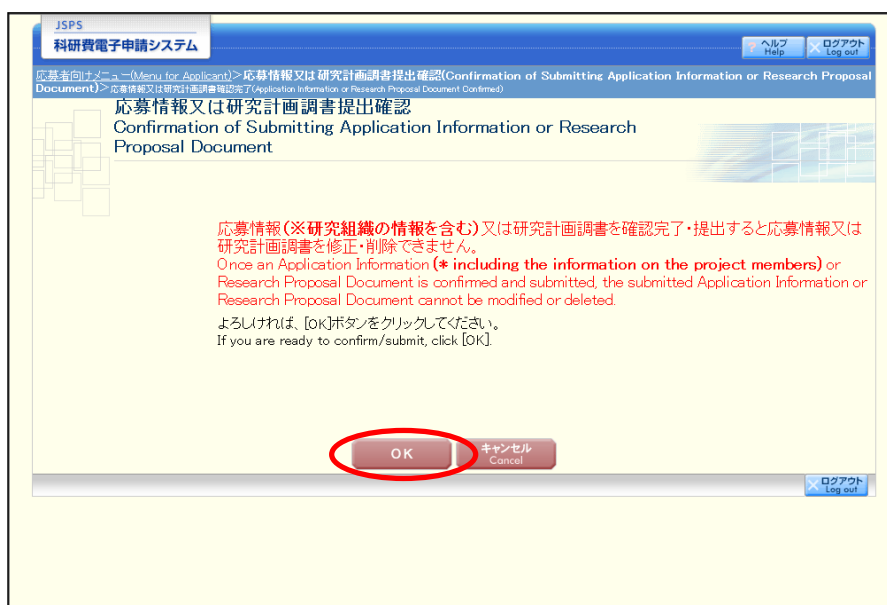 JSPS
科研費電子申請システム
? ヘルプ
Help
ログアウト
Log out
応募者向けメニュー(Menu for Applicant)>応募情報又は研究計画調書提出確認(Confirmation of Submitting Application Information or Research Proposal
Document)>応募情報又は研究計画調書確認完了(Application Information or Research Proposal Document Confirmed)
応募情報又は研究計画調書提出確認
Confirmation of Submitting Application Information or Research
Proposal Document
応募情報(※研究組織の情報を含む)又は研究計画調書を確認完了・提出すると応募情報又は
研究計画調書を修正・削除できません。
Once an Application Information (* including the information on the project members) or
Research Proposal Document is confirmed and submitted, the submitted Application Information or
Research Proposal Document cannot be modified or deleted.
よろしければ、[OK]ボタンをクリックしてください。
If you are ready to confirm/submit, click [OK].
OK
キャンセル
Cancel
ログアウト
Log out